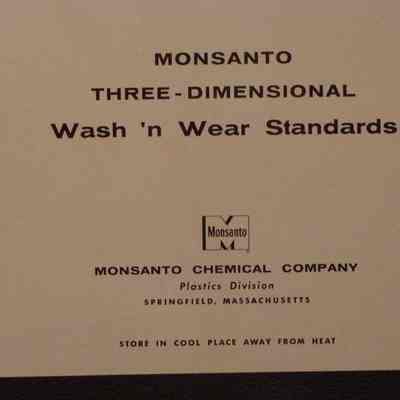 MONSANTO
THREE-DIMENSIONAL
Wash 'n Wear Standards
Monsanto
MONSANTO CHEMICAL COMPANY
Plastics Division
SPRINGFIELD, MASSACHUSETTS
STORE IN COOL PLACE AWAY FROM HEAT